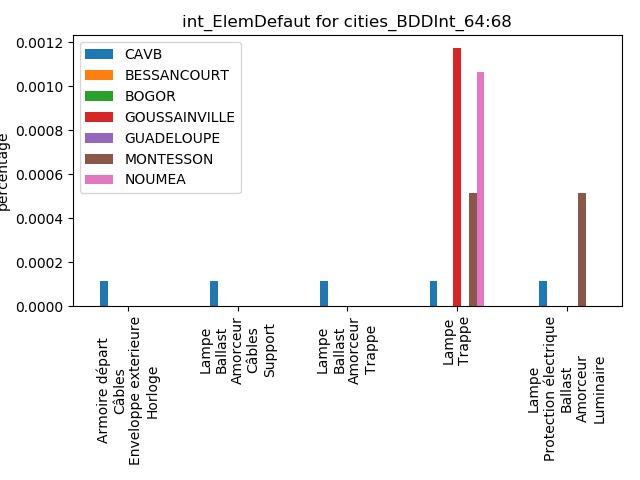 int_ElemDefaut for cities_BDDInt_64:68
percentage
0.0012
0.0010
0.0008
0.0006
0.0004
0.0002
0.0000
CAVB
BESSANCOURT
BOGOR
GOUSSAINVILLE
GUADELOUPE
MONTESSON
NOUMEA
Armoire départ
Câbles
Enveloppe exterieure
Horloge
Lampe
Ballast
Amorceur
Câbles
Support
Lampe
Ballast
Amorceur
Trappe
Lampe
Trappe
Lampe
Protection électrique
Ballast
Amorceur
Luminaire